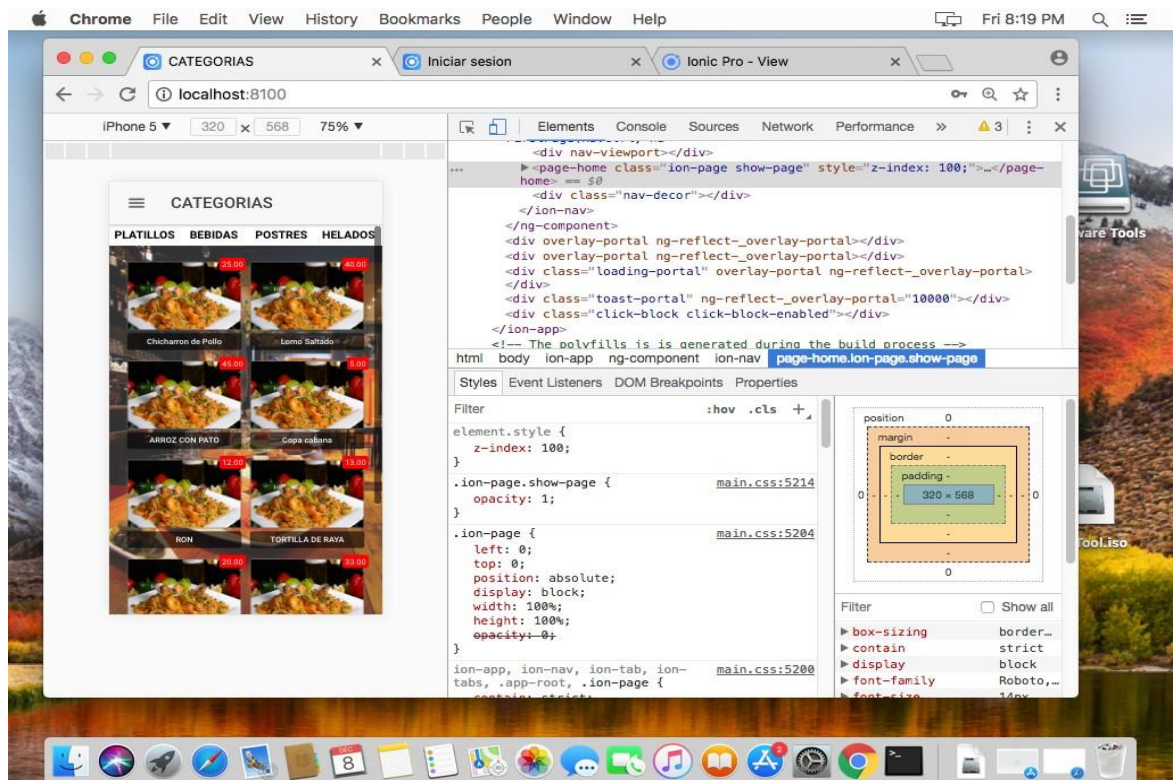 Chrome File Edit View History Bookmarks People Window Help Fri 8:19 PM
CATEGORIAS × Iniciar sesion × Ionic Pro - View ×
localhost:8100
iPhone 5 ▼ 320 × 568 75% ▼
Elements Console Sources Network Performance » 3
CATEGORIAS
PLATILLOS BEBIDAS POSTRES HELADOS
25.00 40.00
Chicharron de Pollo Lomo Saltado
45.00 5.00
ARROZ CON PATO Copa cabana
12.00 13.00
RON TORTILLA DE RAYA
20.00 33.00
<div nav-viewport></div>
… ▶<page-home class="ion-page show-page" style="z-index: 100;">…</page-
home> == $0
<div class="nav-decor"></div>
</ion-nav>
</ng-component>
<div overlay-portal ng-reflect-_overlay-portal></div>
<div overlay-portal ng-reflect-_overlay-portal></div>
<div class="loading-portal" overlay-portal ng-reflect-_overlay-portal>
</div>
<div class="toast-portal" ng-reflect-_overlay-portal="10000"></div>
<div class="click-block click-block-enabled"></div>
</ion-app>
<!-- The polyfills is generated during the build process -->
html body ion-app ng-component ion-nav page-home.ion-page.show-page
Styles Event Listeners DOM Breakpoints Properties
Filter :hov .cls +
element.style {
z-index: 100;
}
.ion-page.show-page { main.css:5214
opacity: 1;
}
.ion-page { main.css:5204
left: 0;
top: 0;
position: absolute;
display: block;
width: 100%;
height: 100%;
opacity: 0;
}
ion-app, ion-nav, ion-tab, ion- main.css:5200
tabs, .app-root, .ion-page {
contain: strict;
position 0
margin -
border -
padding -
0 - - - 320 × 568 - - - 0
-
-
-
0
Filter Show all
▶ box-sizing border…
▶ contain strict
▶ display block
▶ font-family Roboto,…
▶ font-size 14px
ware Tools
Tool.iso
DEC
8
2